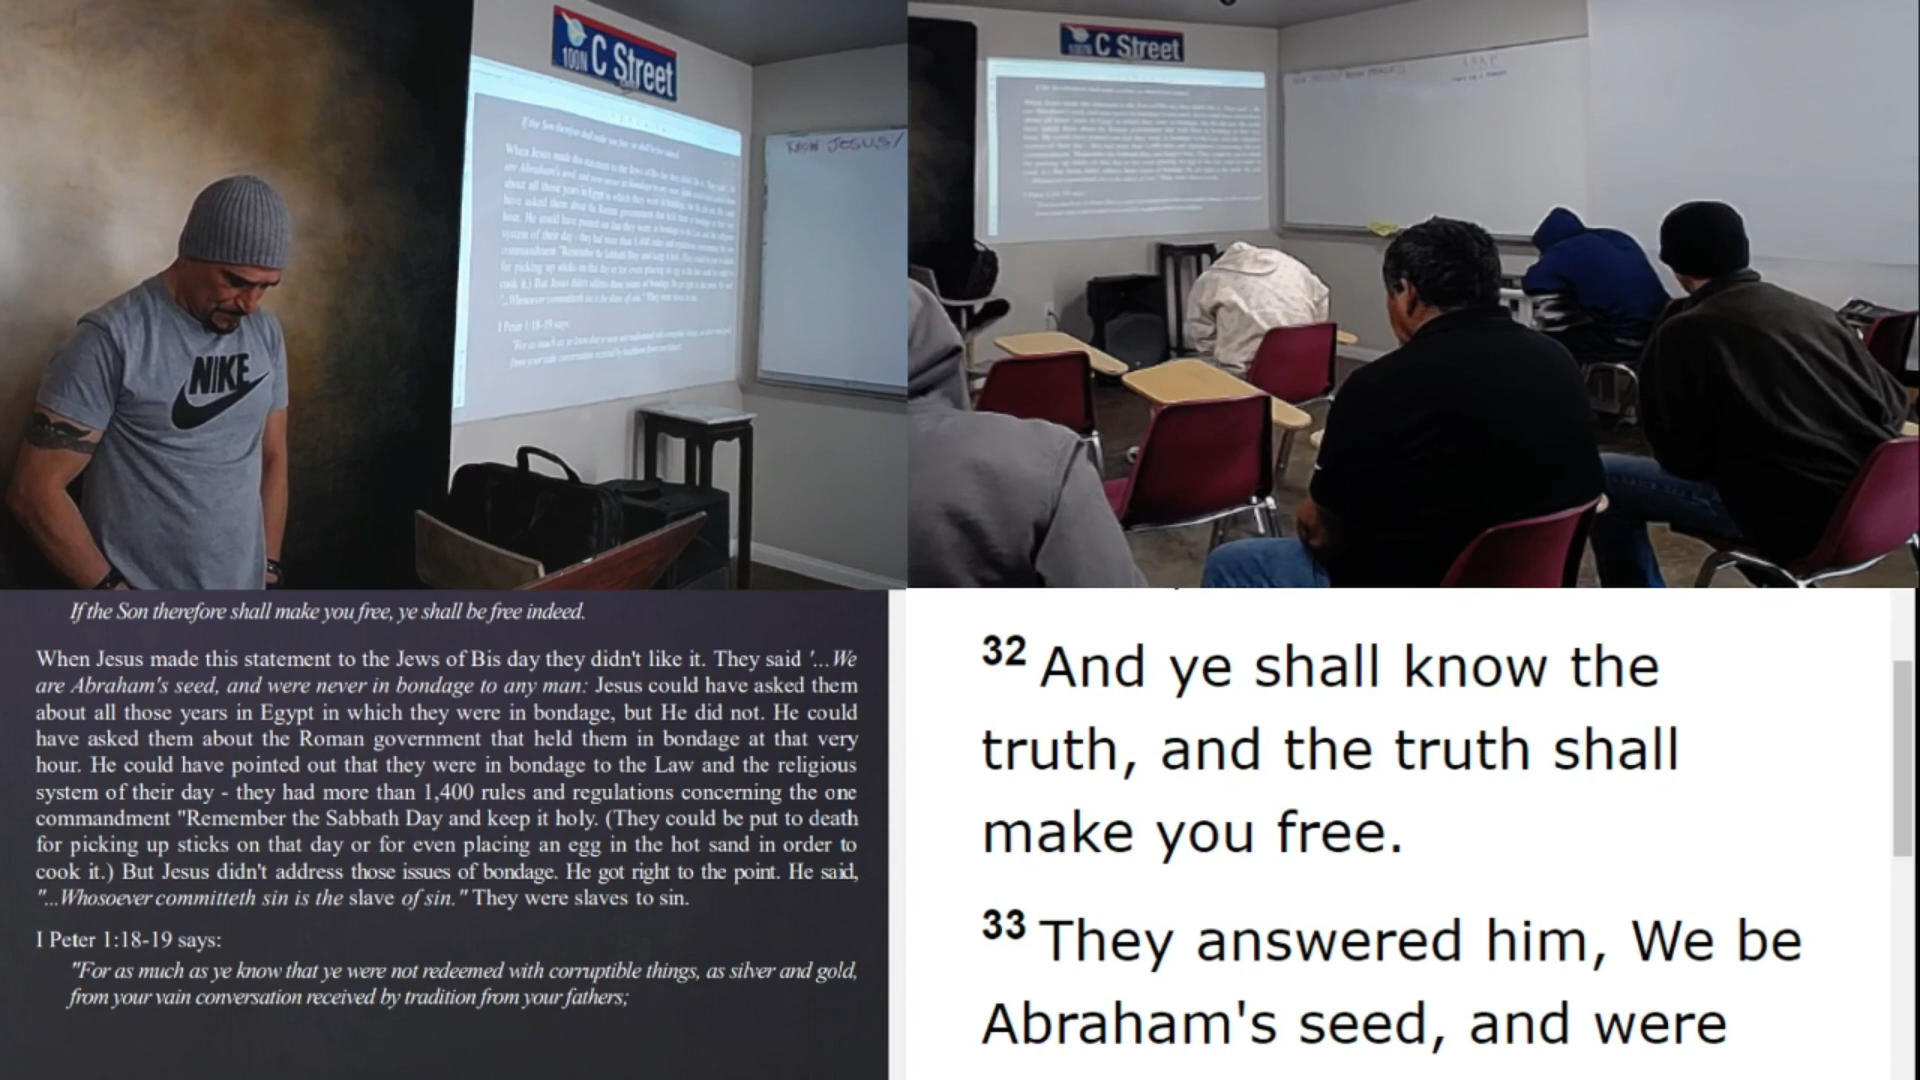 100N C Street
KNOW JESUS/
NIKE
100N C Street
If the Son therefore shall make you free, ye shall be free indeed.
When Jesus made this statement to the Jews of Bis day they didn't like it. They said '...We
are Abraham's seed, and were never in bondage to any man: Jesus could have asked them
about all those years in Egypt in which they were in bondage, but He did not. He could
have asked them about the Roman government that held them in bondage at that very
hour. He could have pointed out that they were in bondage to the Law and the religious
system of their day - they had more than 1,400 rules and regulations concerning the one
commandment "Remember the Sabbath Day and keep it holy. (They could be put to death
for picking up sticks on that day or for even placing an egg in the hot sand in order to
cook it.) But Jesus didn't address those issues of bondage. He got right to the point. He said,
"...Whosoever committeth sin is the slave of sin." They were slaves to sin.
I Peter 1:18-19 says:
"For as much as ye know that ye were not redeemed with corruptible things, as silver and gold,
from your vain conversation received by tradition from your fathers;
32 And ye shall know the
truth, and the truth shall
make you free.
33 They answered him, We be
Abraham's seed, and were